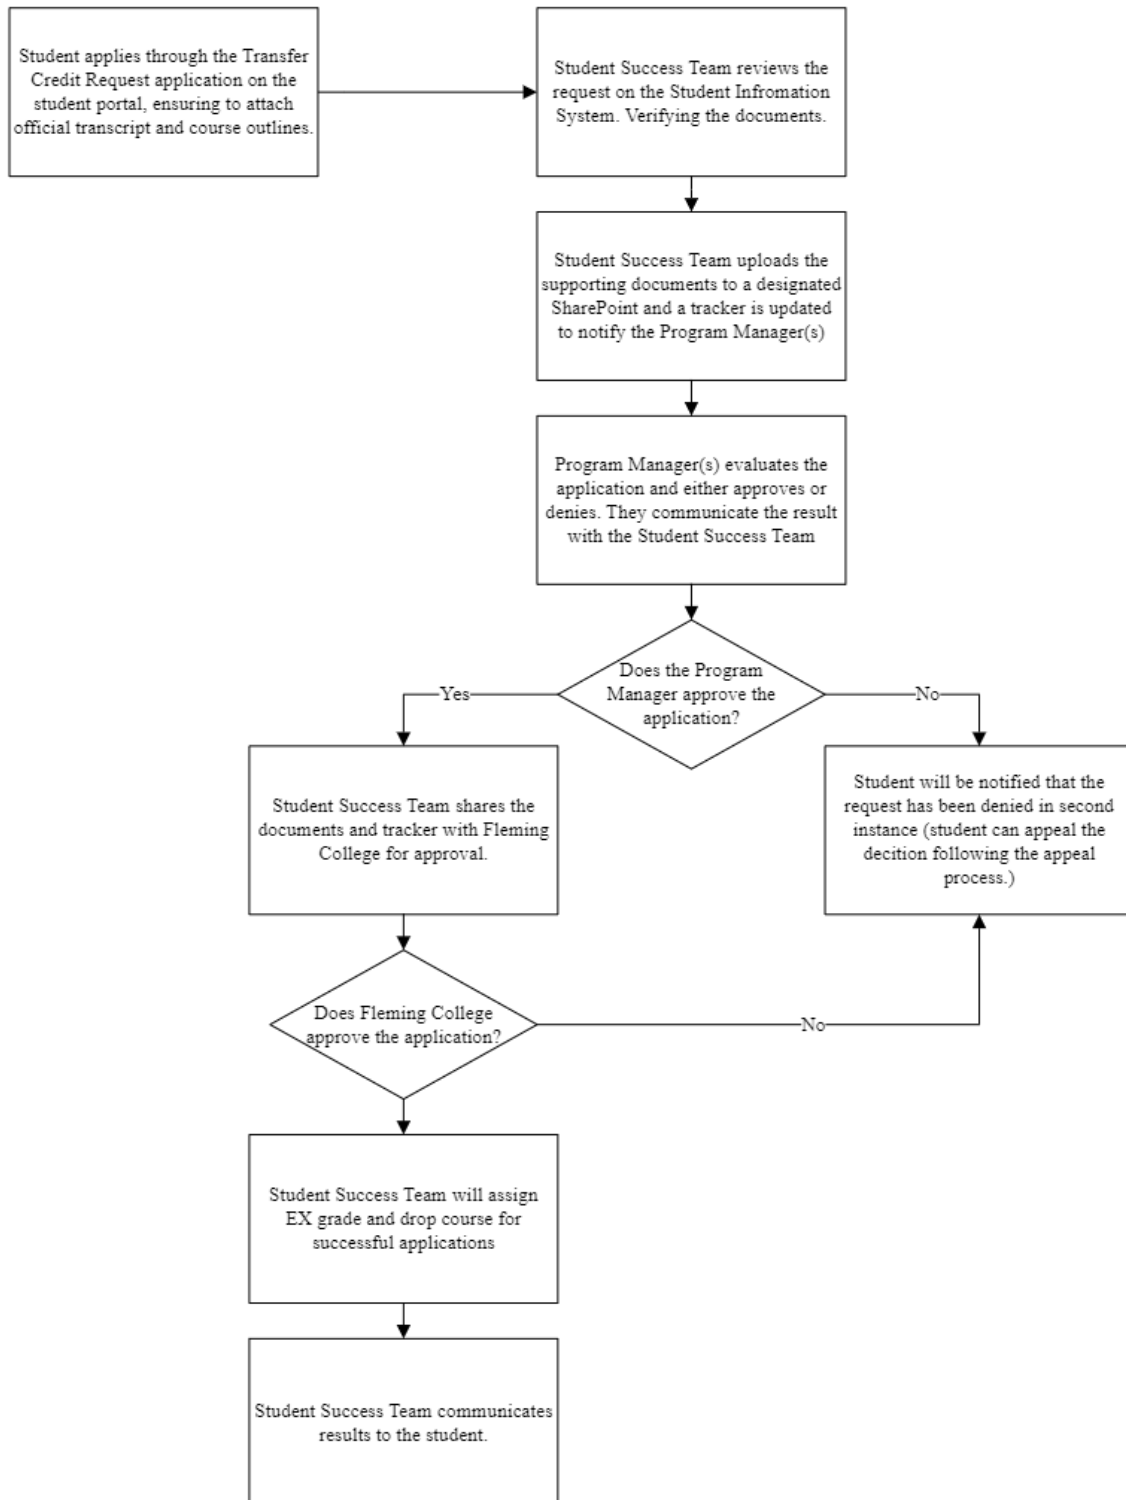 Student applies through the Transfer
Credit Request application on the
student portal, ensuring to attach
official transcript and course outlines.
Student Success Team reviews the
request on the Student Infromation
System. Verifying the documents.
Student Success Team uploads the
supporting documents to a designated
SharePoint and a tracker is updated
to notify the Program Manager(s)
Program Manager(s) evaluates the
application and either approves or
denies. They communicate the result
with the Student Success Team
Does the Program
Manager approve the
application?
Yes
No
Student Success Team shares the
documents and tracker with Fleming
College for approval.
Student will be notified that the
request has been denied in second
instance (student can appeal the
decition following the appeal
process.)
Does Fleming College
approve the application?
No
Student Success Team will assign
EX grade and drop course for
successful applications
Student Success Team communicates
results to the student.